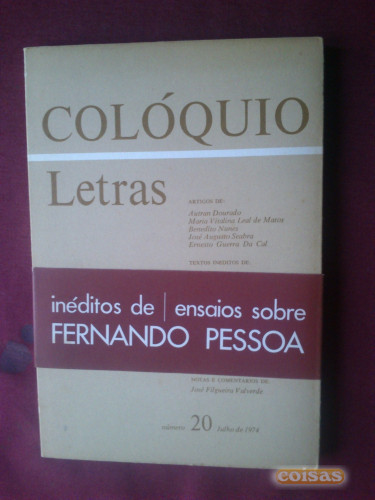 COLÓQUIO
Letras
ARTIGOS DE:
Autran Dourado
Maria Vitalina Leal de Matos
Benedito Nunes
José Augusto Seabra
Ernesto Guerra Da Cal
TEXTOS INÉDITOS DE:
inéditos de | ensaios sobre
FERNANDO PESSOA
NOTAS E COMENTÁRIOS DE:
José Filgueira Valverde
número 20 Julho de 1974
coisas